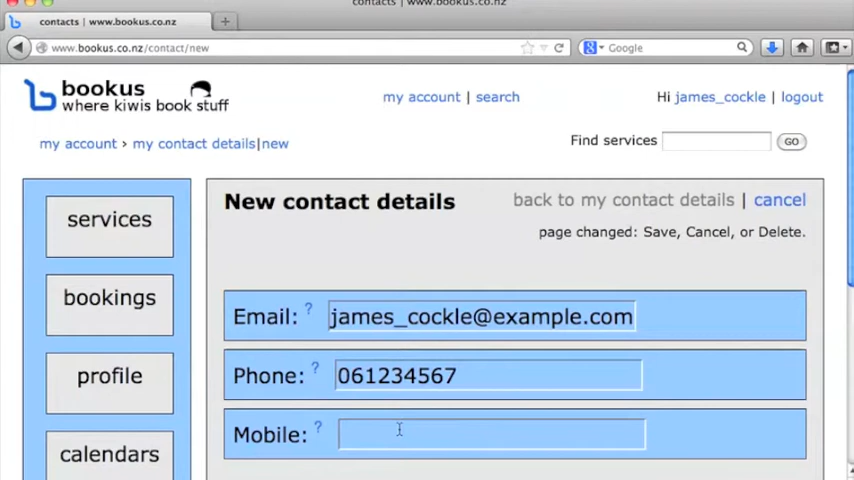 contacts | www.bookus.co.nz
contacts | www.bookus.co.nz
www.bookus.co.nz/contact/new
Google
bookus
where kiwis book stuff
my account | search
Hi james_cockle | logout
my account › my contact details|new
Find services
GO
services
bookings
profile
calendars
New contact details
back to my contact details | cancel
page changed: Save, Cancel, or Delete.
Email: ? james_cockle@example.com
Phone: ? 061234567
Mobile: ?